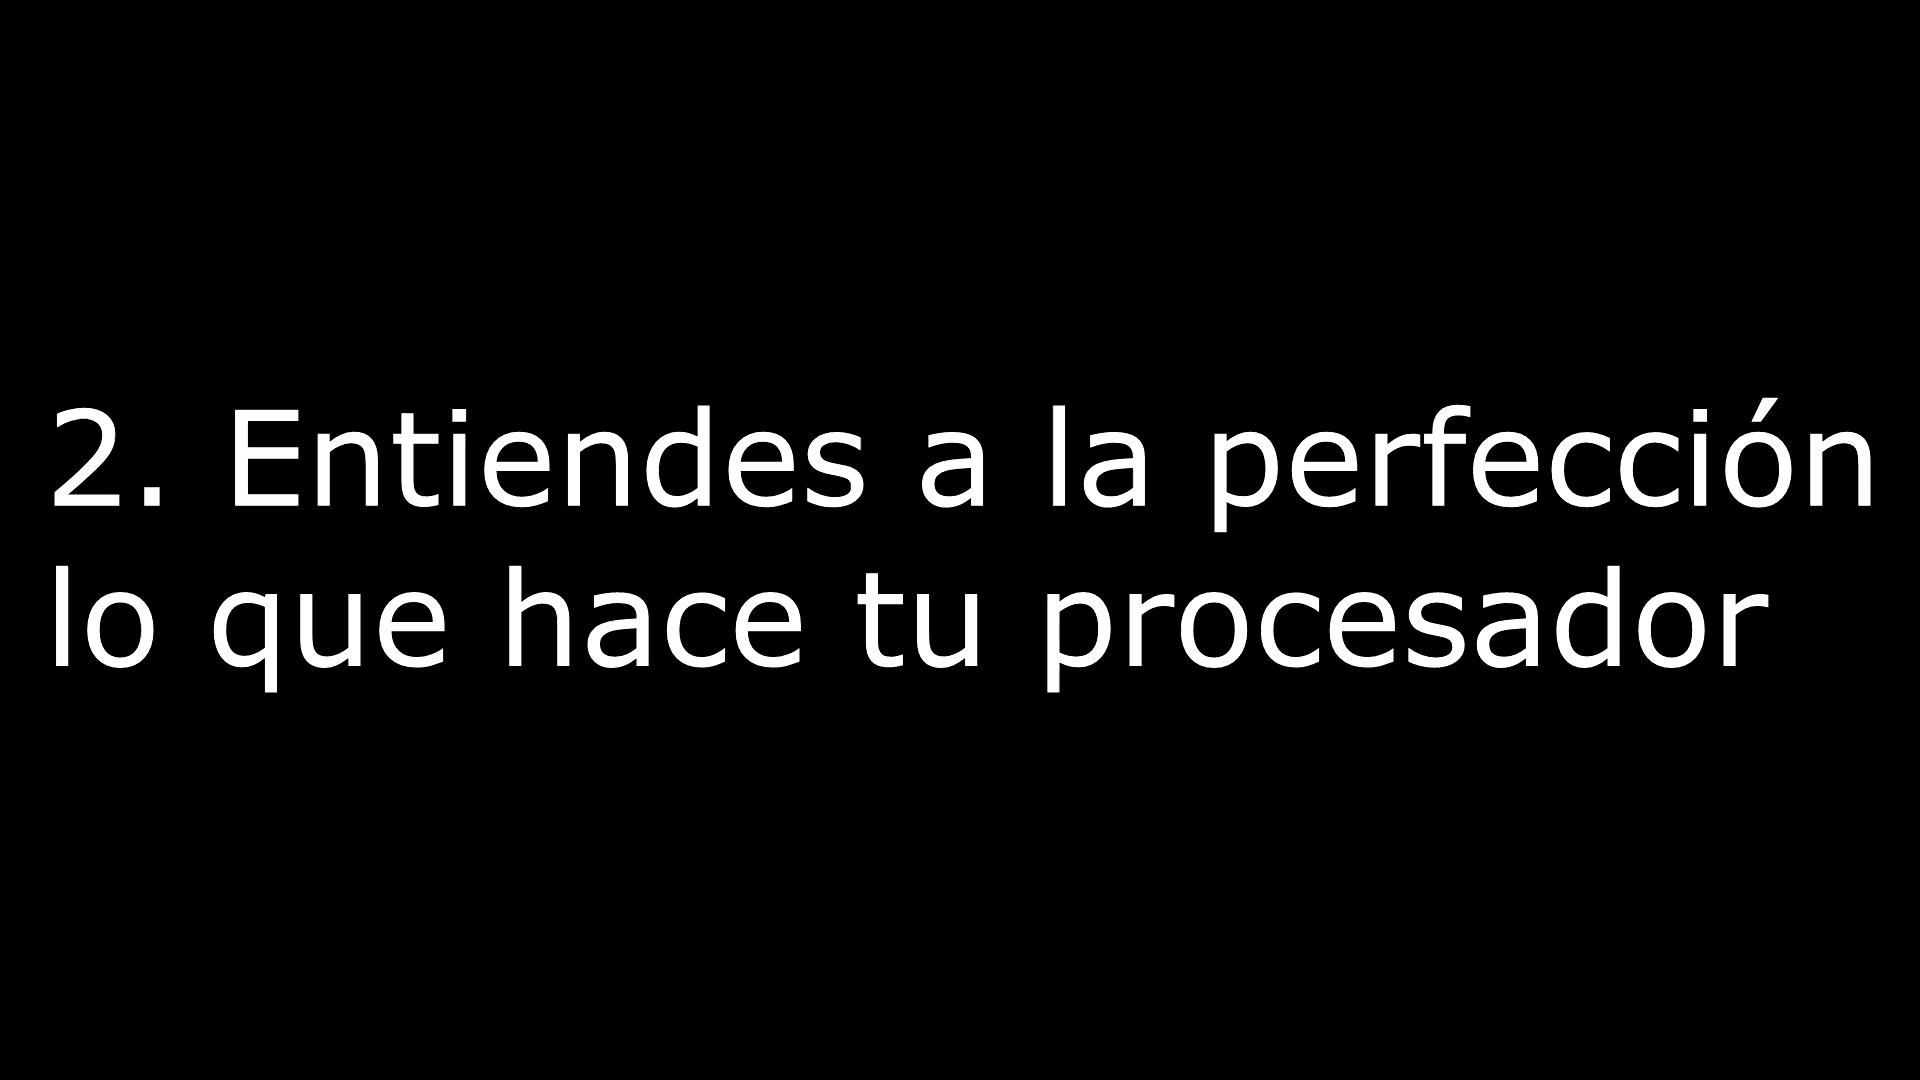 2. Entiendes a la perfección
lo que hace tu procesador